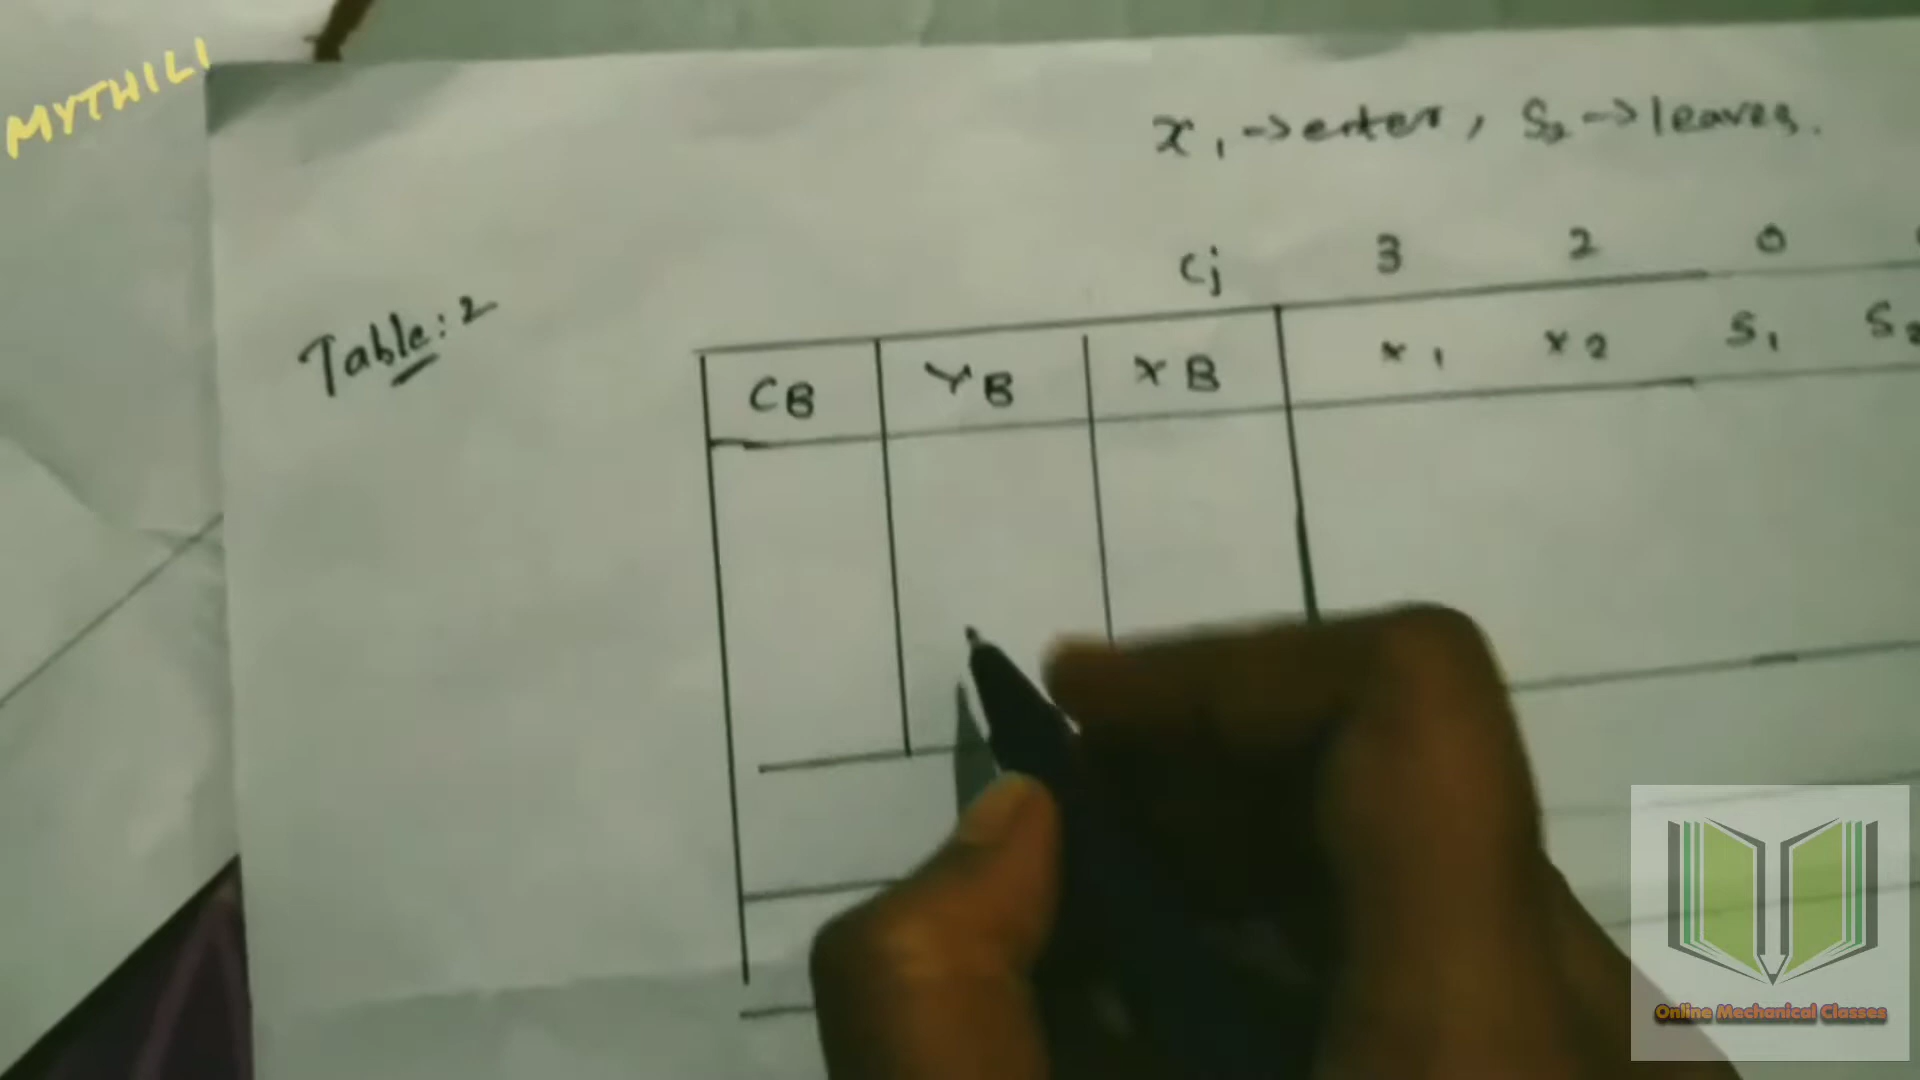 MYTHILI
x1 -> enter, S2 -> leaves.
Cj 3 2 0
Table: 2
CB YB XB x1 x2 S1 S2
Online Mechanical Classes